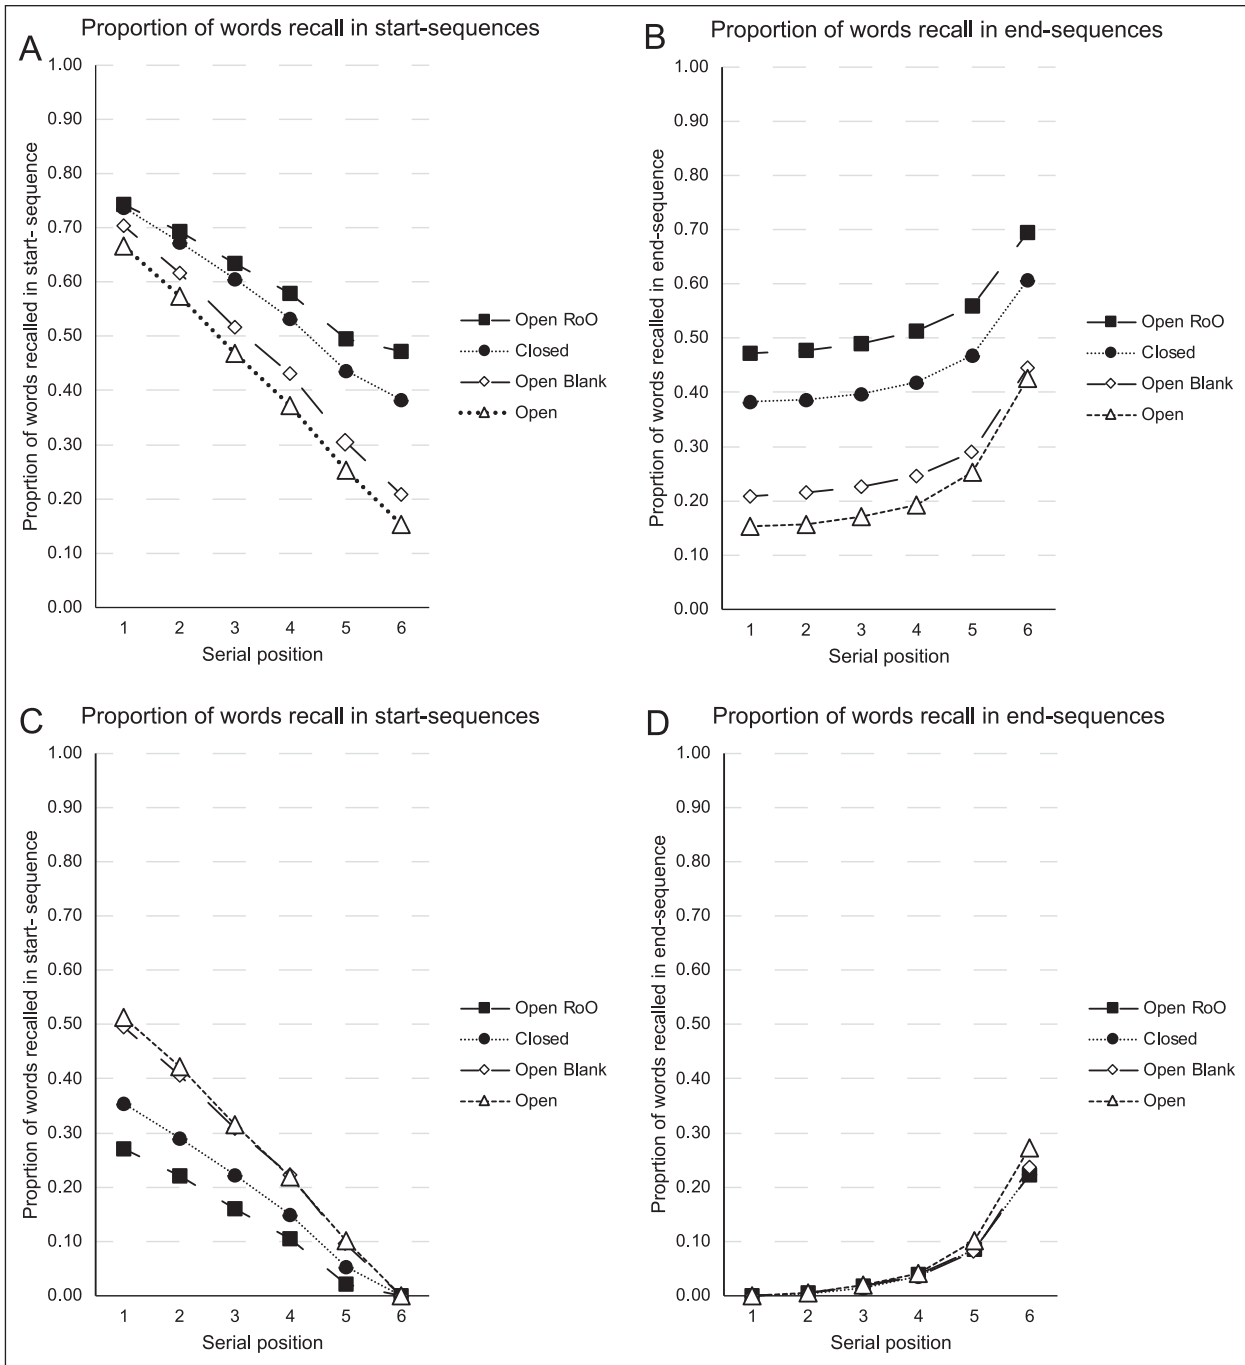 A
Proportion of words recall in start-sequences
Proprtion of words recalled in start- sequence
1.00
0.90
0.80
0.70
0.60
0.50
0.40
0.30
0.20
0.10
0.00
1 2 3 4 5 6
Serial position
Open RoO
Closed
Open Blank
Open
B
Proportion of words recall in end-sequences
Proprtion of words recalled in end-sequence
1.00
0.90
0.80
0.70
0.60
0.50
0.40
0.30
0.20
0.10
0.00
1 2 3 4 5 6
Serial position
Open RoO
Closed
Open Blank
Open
C
Proportion of words recall in start-sequences
Proprtion of words recalled in start- sequence
1.00
0.90
0.80
0.70
0.60
0.50
0.40
0.30
0.20
0.10
0.00
1 2 3 4 5 6
Serial position
Open RoO
Closed
Open Blank
Open
D
Proportion of words recall in end-sequences
Proprtion of words recalled in end-sequence
1.00
0.90
0.80
0.70
0.60
0.50
0.40
0.30
0.20
0.10
0.00
1 2 3 4 5 6
Serial position
Open RoO
Closed
Open Blank
Open